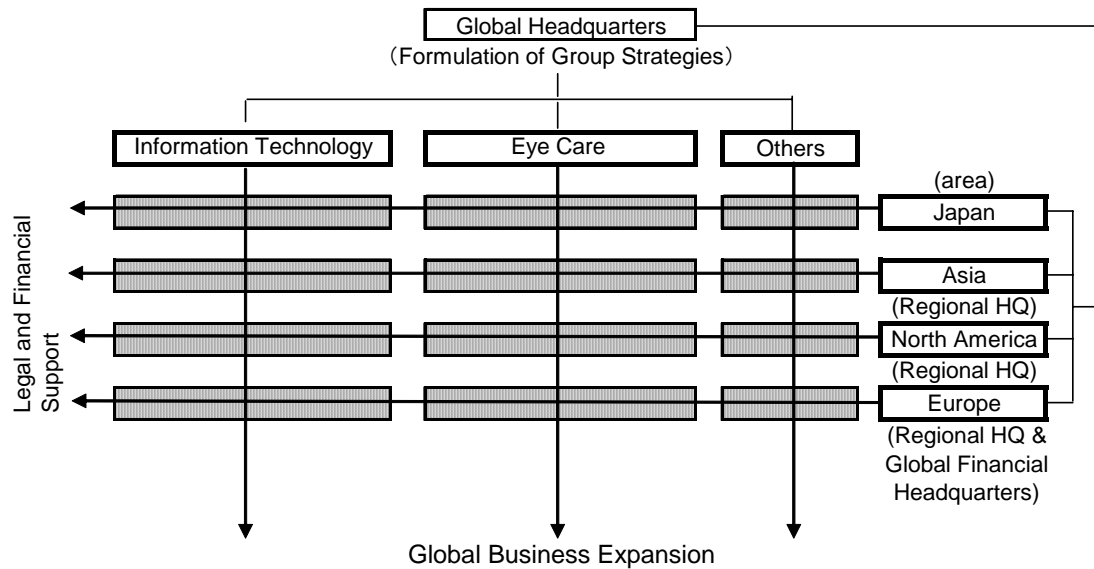 Global Headquarters
（Formulation of Group Strategies）
Information Technology
Eye Care
Others
(area)
Japan
Asia
(Regional HQ)
North America
(Regional HQ)
Europe
(Regional HQ &
Global Financial
Headquarters)
Legal and Financial
Support
Global Business Expansion